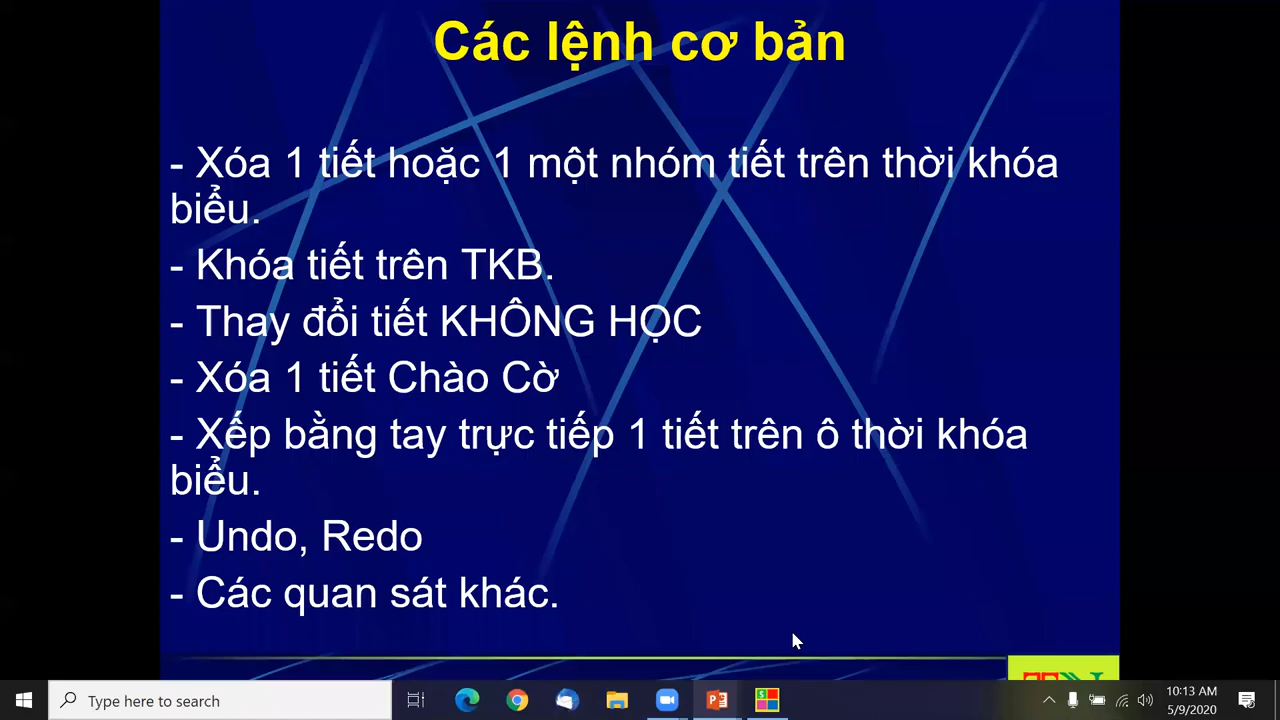 Các lệnh cơ bản
- Xóa 1 tiết hoặc 1 một nhóm tiết trên thời khóa
biểu.
- Khóa tiết trên TKB.
- Thay đổi tiết KHÔNG HỌC
- Xóa 1 tiết Chào Cờ
- Xếp bằng tay trực tiếp 1 tiết trên ô thời khóa
biểu.
- Undo, Redo
- Các quan sát khác.
Type here to search
10:13 AM
5/9/2020